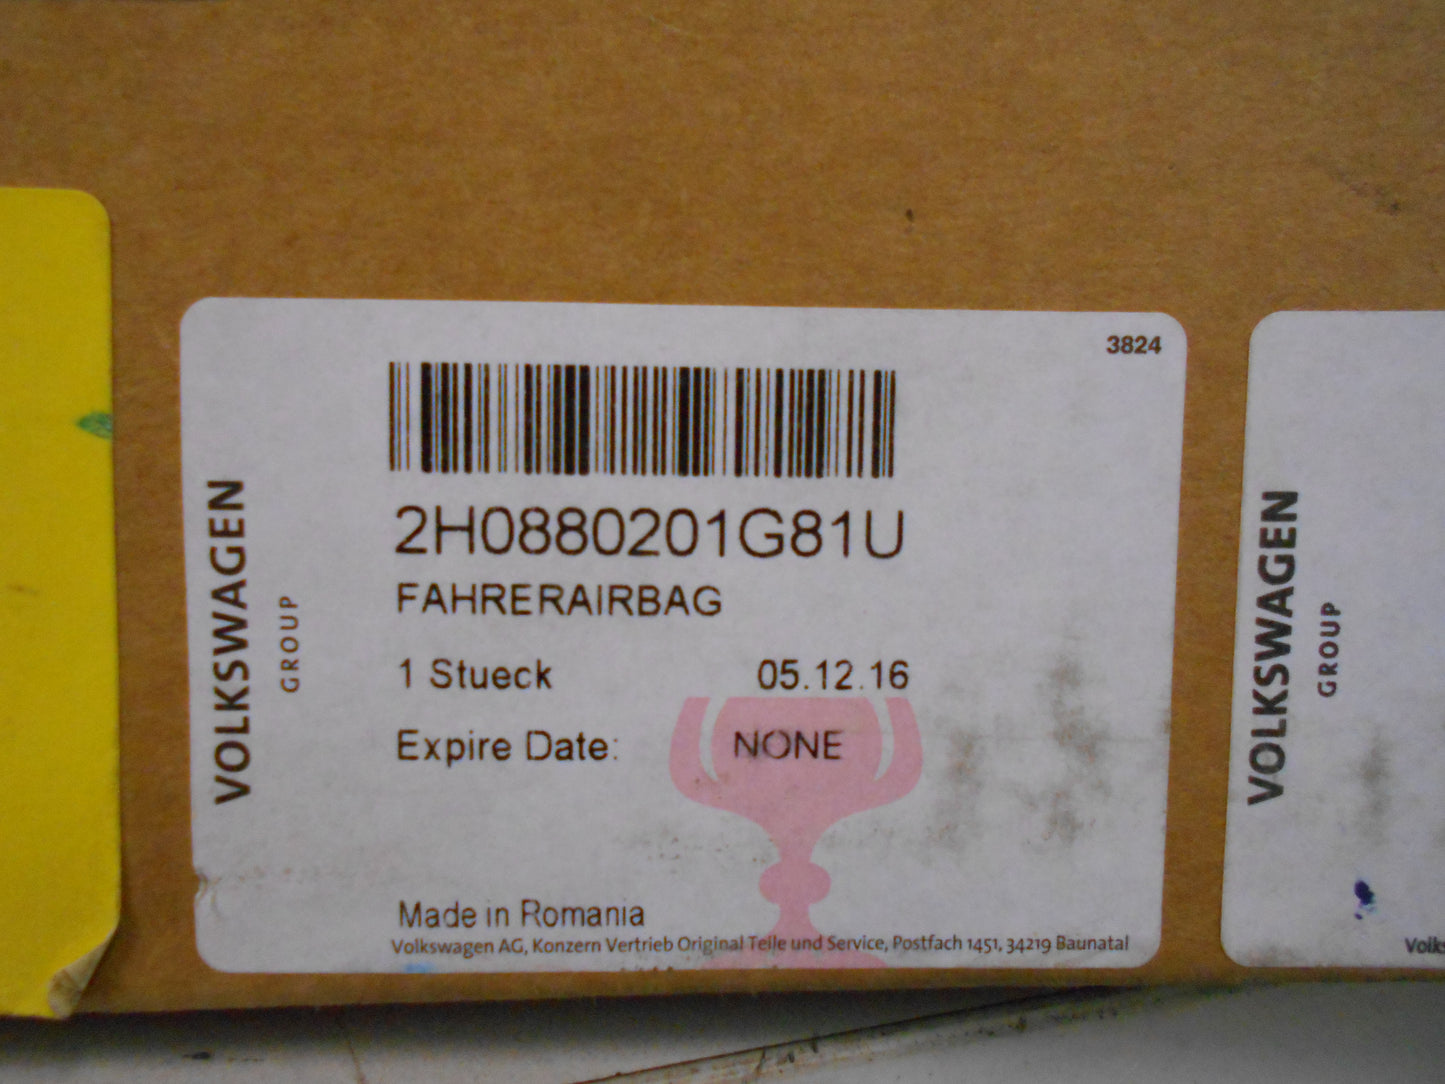 3824
2H0880201G81U
FAHRERAIRBAG
1 Stueck 05.12.16
Expire Date: NONE
Made in Romania
Volkswagen AG, Konzern Vertrieb Original Teile und Service, Postfach 1451, 34219 Baunatal
VOLKSWAGEN
GROUP
VOLKSWAGEN
GROUP